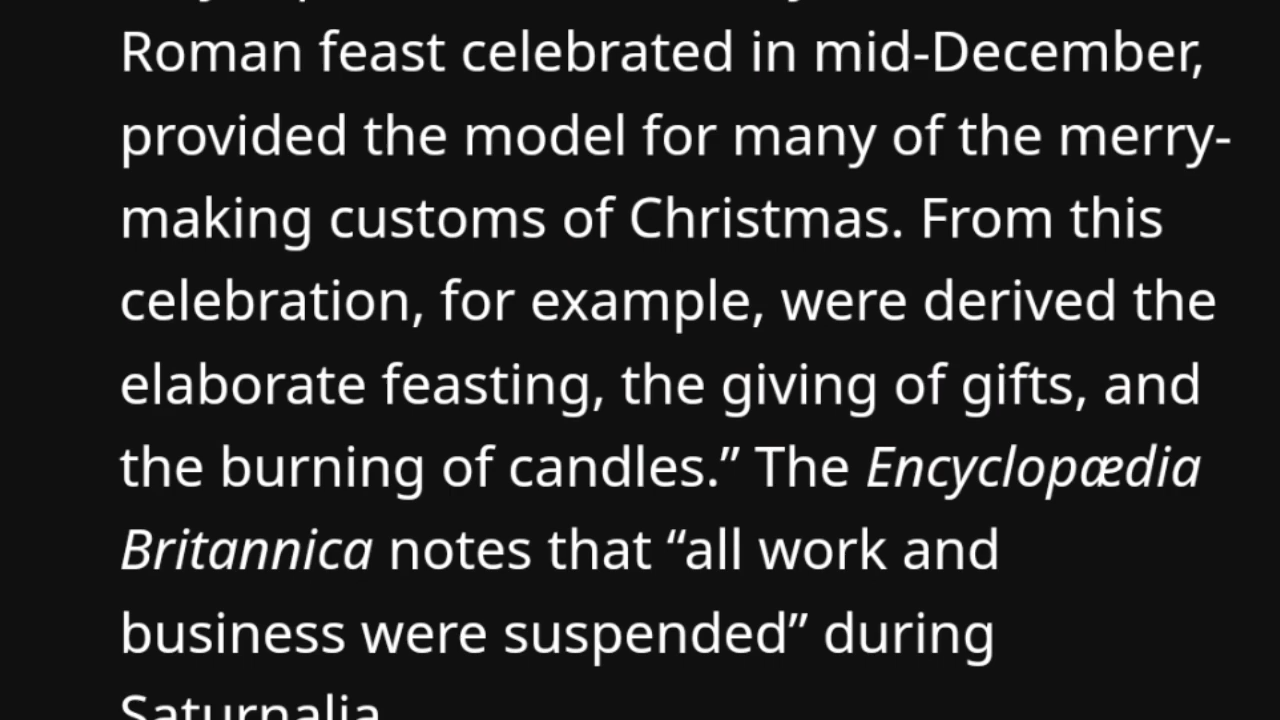 Roman feast celebrated in mid-December,
provided the model for many of the merry-
making customs of Christmas. From this
celebration, for example, were derived the
elaborate feasting, the giving of gifts, and
the burning of candles.” The Encyclopædia
Britannica notes that “all work and
business were suspended” during
Saturnalia.